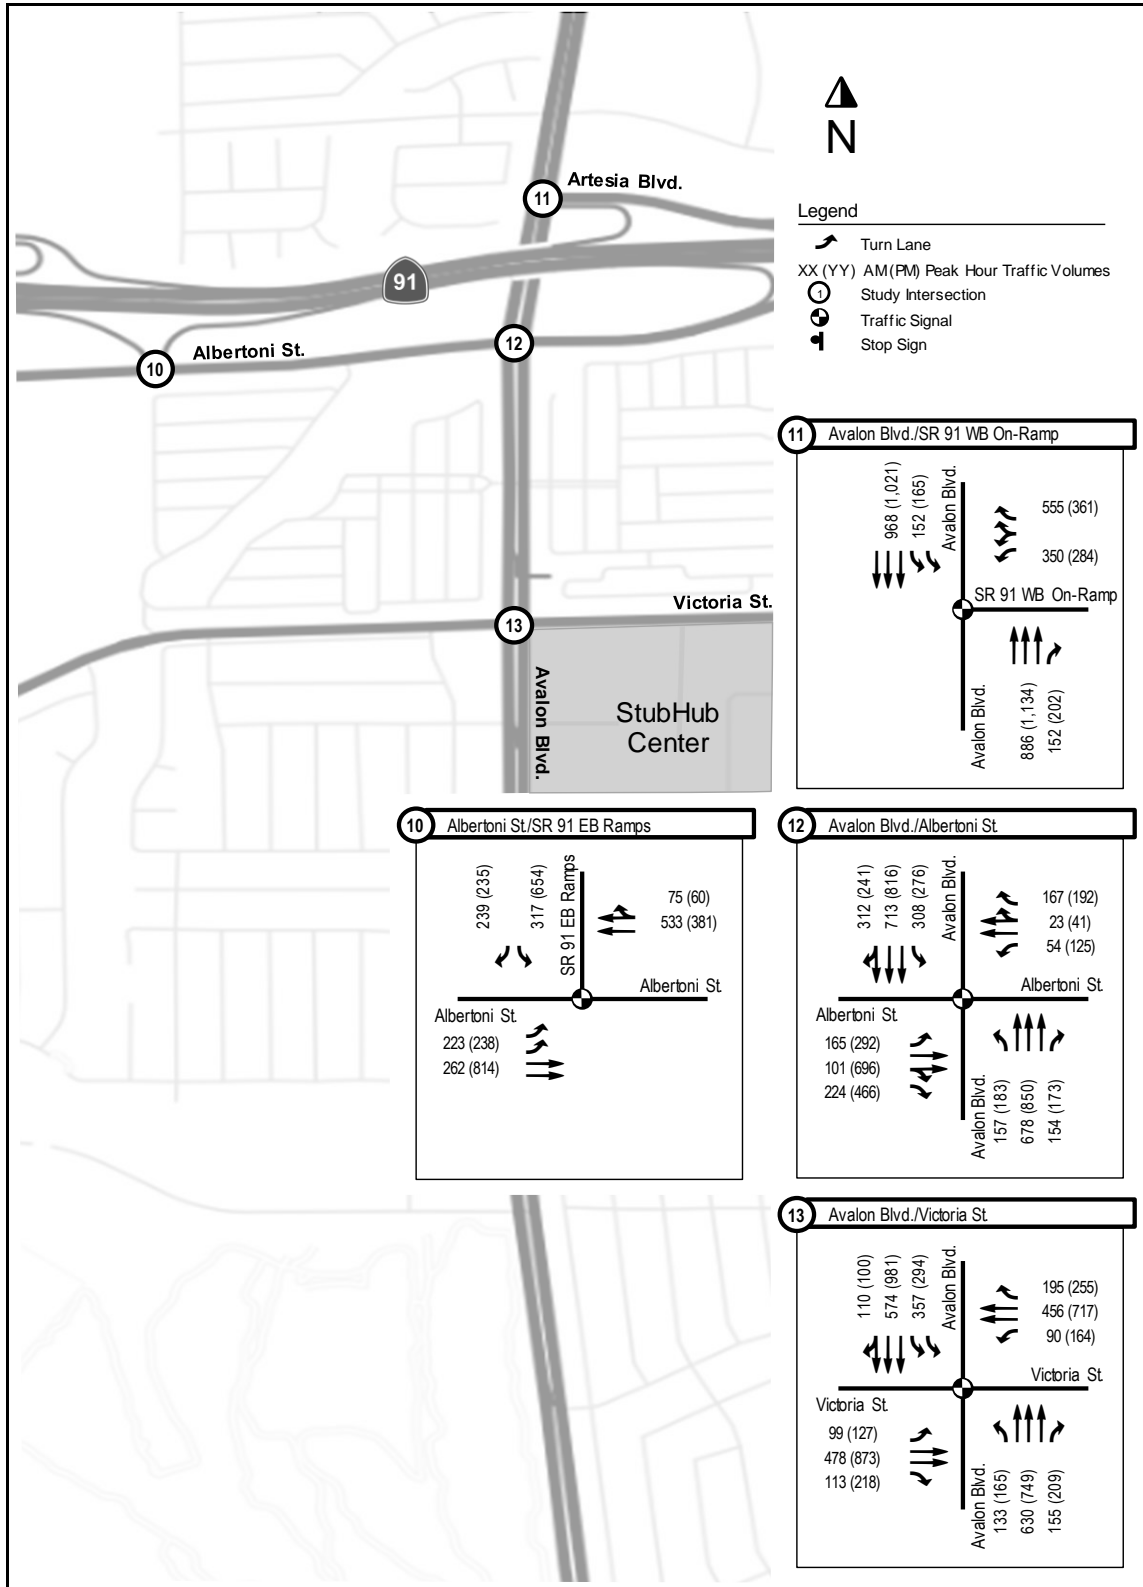 N
Artesia Blvd.
11
91
Albertoni St.
12
10
Victoria St.
13
Avalon Blvd.
StubHub
Center
Legend
Turn Lane
XX (YY) AM(PM) Peak Hour Traffic Volumes
1 Study Intersection
Traffic Signal
Stop Sign
11 Avalon Blvd./SR 91 WB On-Ramp
968 (1,021)
152 (165)
Avalon Blvd.
555 (361)
350 (284)
SR 91 WB On-Ramp
Avalon Blvd.
886 (1,134)
152 (202)
10 Albertoni St./SR 91 EB Ramps
239 (235)
317 (654)
SR 91 EB Ramps
75 (60)
533 (381)
Albertoni St.
Albertoni St.
223 (238)
262 (814)
12 Avalon Blvd./Albertoni St.
312 (241)
713 (816)
308 (276)
Avalon Blvd.
167 (192)
23 (41)
54 (125)
Albertoni St.
Albertoni St.
165 (292)
101 (696)
224 (466)
Avalon Blvd.
157 (183)
678 (850)
154 (173)
13 Avalon Blvd./Victoria St.
110 (100)
574 (981)
357 (294)
Avalon Blvd.
195 (255)
456 (717)
90 (164)
Victoria St.
Victoria St.
99 (127)
478 (873)
113 (218)
Avalon Blvd.
133 (165)
630 (749)
155 (209)